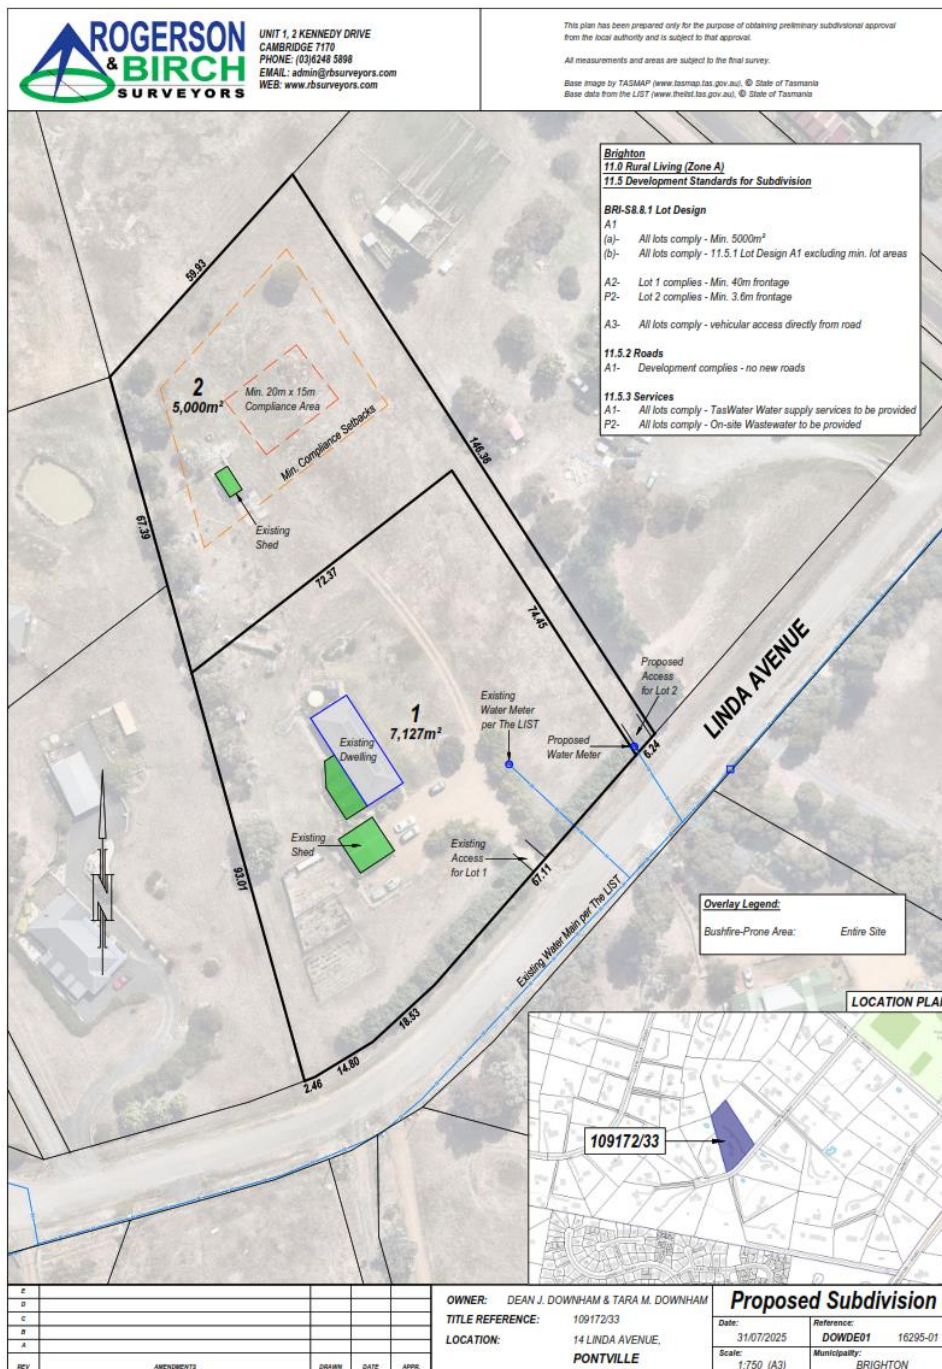 ROGERSON
& BIRCH
SURVEYORS
UNIT 1, 2 KENNEDY DRIVE
CAMBRIDGE 7170
PHONE: (03)6248 5898
EMAIL: admin@rbsurveyors.com
WEB: www.rbsurveyors.com
This plan has been prepared only for the purpose of obtaining preliminary subdivisional approval
from the local authority and is subject to that approval.
All measurements and areas are subject to the final survey.
Base image by TASMAP (www.tasmap.tas.gov.au), © State of Tasmania
Base data from the LIST (www.thelist.tas.gov.au), © State of Tasmania
Brighton
11.0 Rural Living (Zone A)
11.5 Development Standards for Subdivision
BRI-S8.8.1 Lot Design
A1
(a)- All lots comply - Min. 5000m²
(b)- All lots comply - 11.5.1 Lot Design A1 excluding min. lot areas
A2- Lot 1 complies - Min. 40m frontage
P2- Lot 2 complies - Min. 3.6m frontage
A3- All lots comply - vehicular access directly from road
11.5.2 Roads
A1- Development complies - no new roads
11.5.3 Services
A1- All lots comply - TasWater Water supply services to be provided
P2- All lots comply - On-site Wastewater to be provided
59.93
2
5,000m²
Min. 20m x 15m
Compliance Area
Min. Compliance Setbacks
146.36
Existing
Shed
67.39
72.37
74.45
LINDA AVENUE
Proposed
Access
for Lot 2
Existing
Water Meter
per The LIST
1
7,127m²
Proposed
Water Meter
6.24
Existing
Dwelling
Existing
Shed
Existing
Access
for Lot 1
67.11
93.01
N
Existing Water Main per The LIST
Overlay Legend:
Bushfire-Prone Area: Entire Site
18.53
14.80
2.46
LOCATION PLAN
109172/33
E
D
C
B
A
REV AMENDMENTS DRAWN DATE APPR.
OWNER: DEAN J. DOWNHAM & TARA M. DOWNHAM
TITLE REFERENCE: 109172/33
LOCATION: 14 LINDA AVENUE,
PONTVILLE
Proposed Subdivision
Date: 31/07/2025
Reference: DOWDE01 16295-01
Scale: 1:750 (A3)
Municipality: BRIGHTON